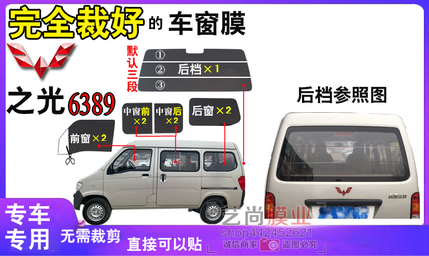 完全裁好的 车窗膜
之光6389
默认三段
①
② 后档×1
③
中窗前×2
中窗后×2
后窗×2
前窗×2
后档参照图
专车专用
无需裁剪
直接可以贴
艺尚膜业
shop442452621
诚信商家
盗图必究